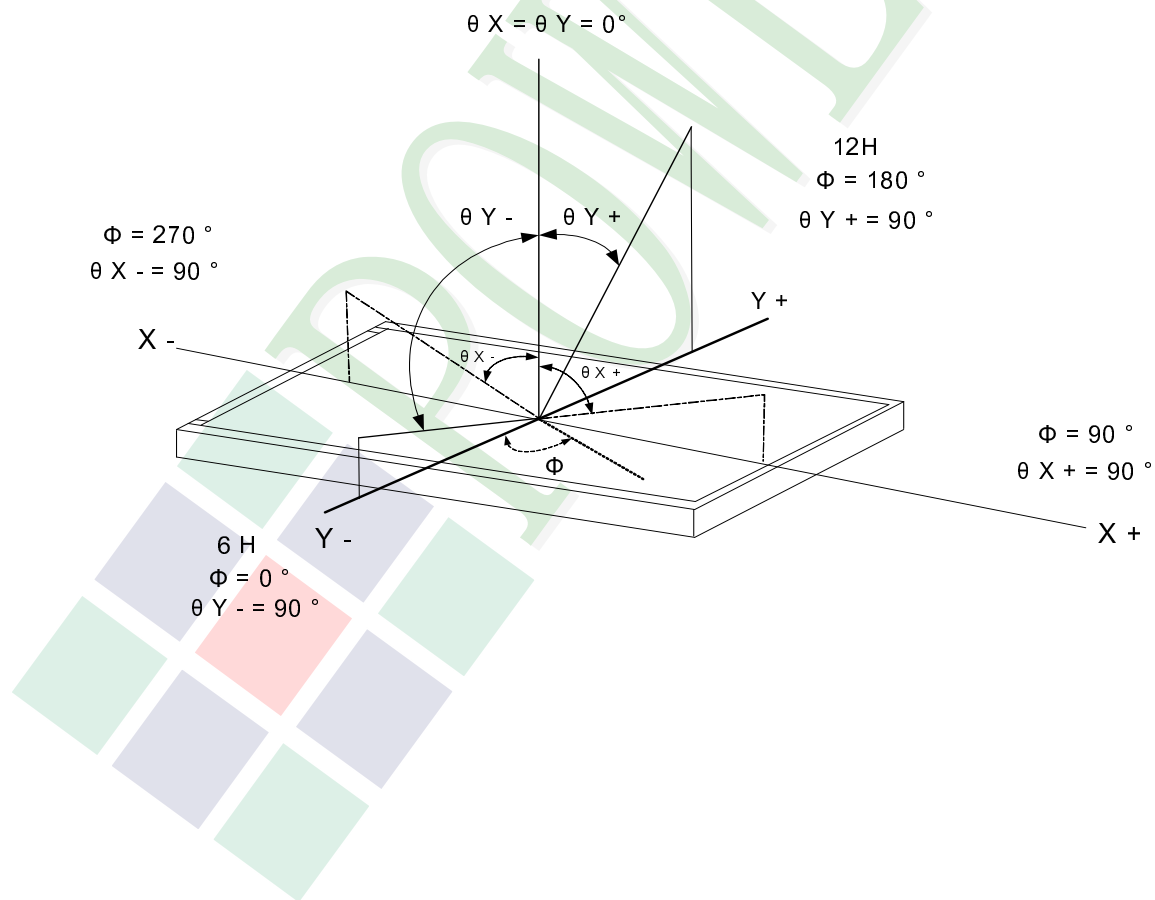 θ X = θ Y = 0°
12H
Φ = 180 °
θ Y + = 90 °
θ Y -
θ Y +
Φ = 270 °
θ X - = 90 °
Y +
X -
θ X -
θ X +
Φ = 90 °
θ X + = 90 °
Φ
X +
Y -
6 H
Φ = 0 °
θ Y - = 90 °